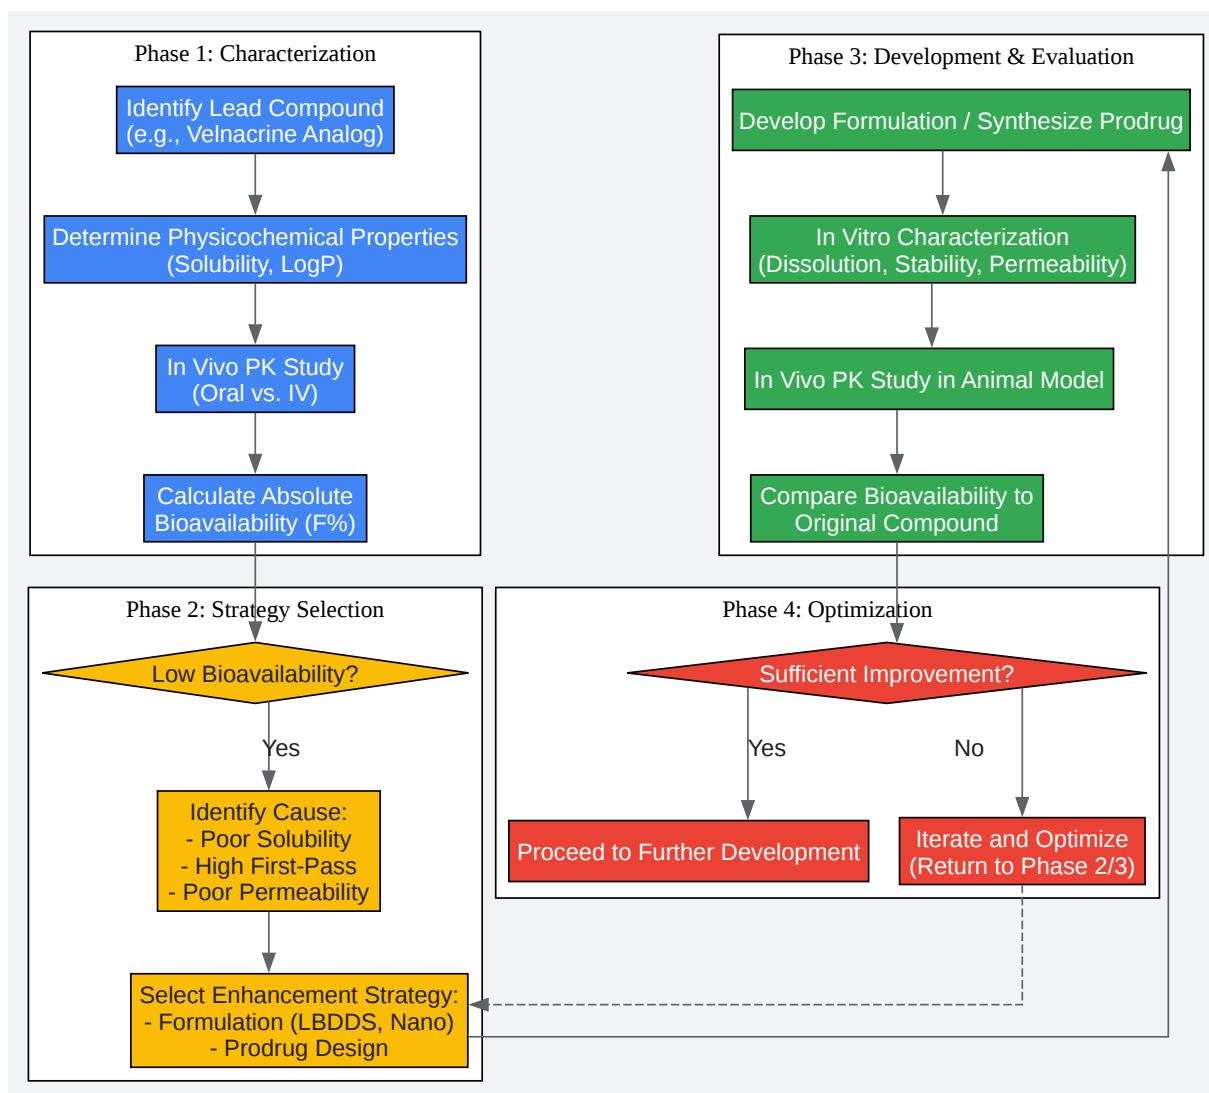 Phase 1: Characterization
Identify Lead Compound
(e.g., Velnacrine Analog)
Determine Physicochemical Properties
(Solubility, LogP)
In Vivo PK Study
(Oral vs. IV)
Calculate Absolute
Bioavailability (F%)
Phase 2: Strategy Selection
Low Bioavailability?
Yes
Identify Cause:
- Poor Solubility
- High First-Pass
- Poor Permeability
Select Enhancement Strategy:
- Formulation (LBDDS, Nano)
- Prodrug Design
Phase 3: Development & Evaluation
Develop Formulation / Synthesize Prodrug
In Vitro Characterization
(Dissolution, Stability, Permeability)
In Vivo PK Study in Animal Model
Compare Bioavailability to
Original Compound
Phase 4: Optimization
Sufficient Improvement?
Yes
No
Proceed to Further Development
Iterate and Optimize
(Return to Phase 2/3)